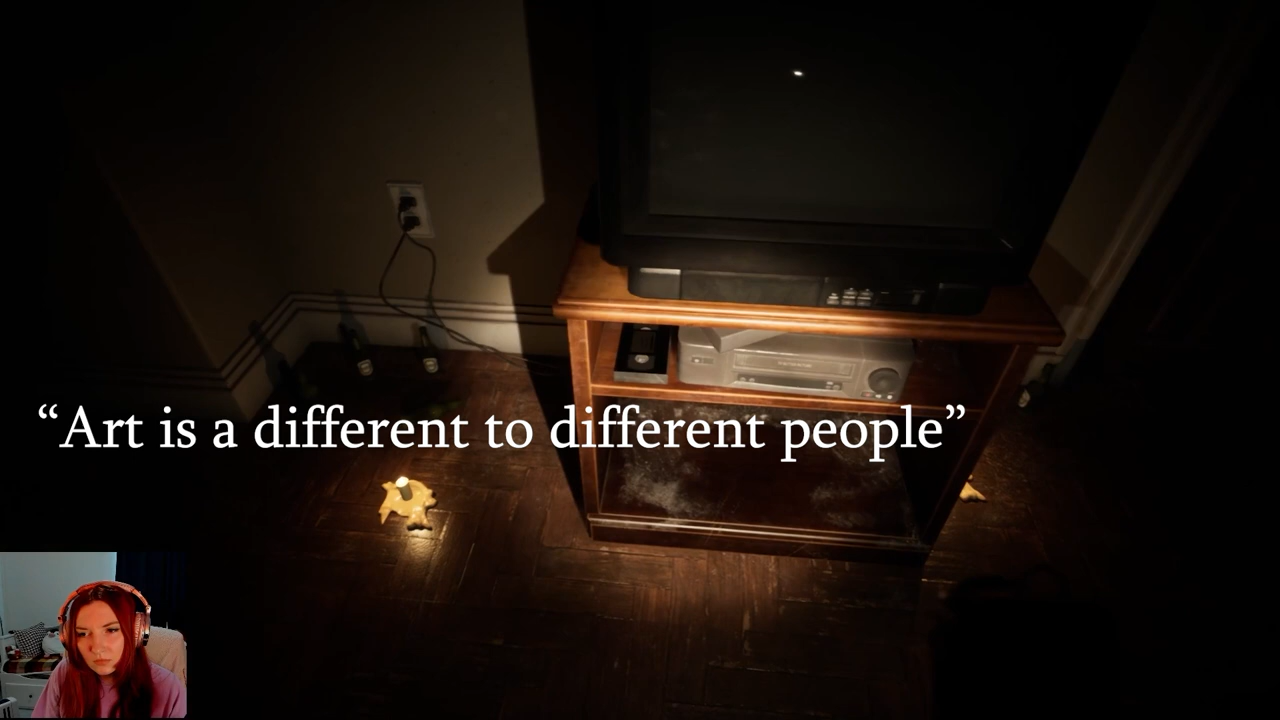 “Art is a different to different people”